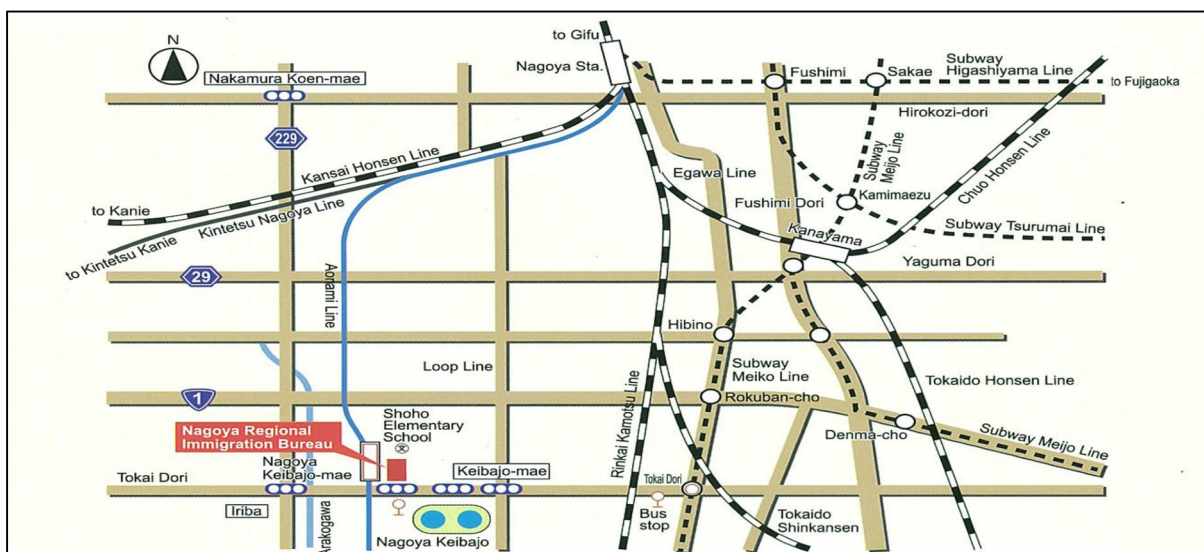 N
to Gifu
Nagoya Sta.
Nakamura Koen-mae
Fushimi
Sakae
Subway
Higashiyama Line
to Fujigaoka
Hirokozi-dori
229
Kansai Honsen Line
Egawa Line
Subway
Meijo Line
Chuo Honsen Line
to Kanie
Kintetsu Nagoya Line
to Kintetsu Kanie
Fushimi Dori
Kamimaezu
Subway Tsurumai Line
Kanayama
Yaguma Dori
29
Aonami Line
Hibino
Loop Line
Subway
Meiko Line
Tokaido Honsen Line
1
Rokuban-cho
Shoho
Elementary
School
文
Nagoya Regional
Immigration Bureau
Rinkai Kamotsu Line
Denma-cho
Subway Meijo Line
Nagoya
Keibajo-mae
Keibajo-mae
Tokai Dori
Tokai Dori
Iriba
Arakogawa
Nagoya Keibajo
Bus
stop
Tokaido
Shinkansen